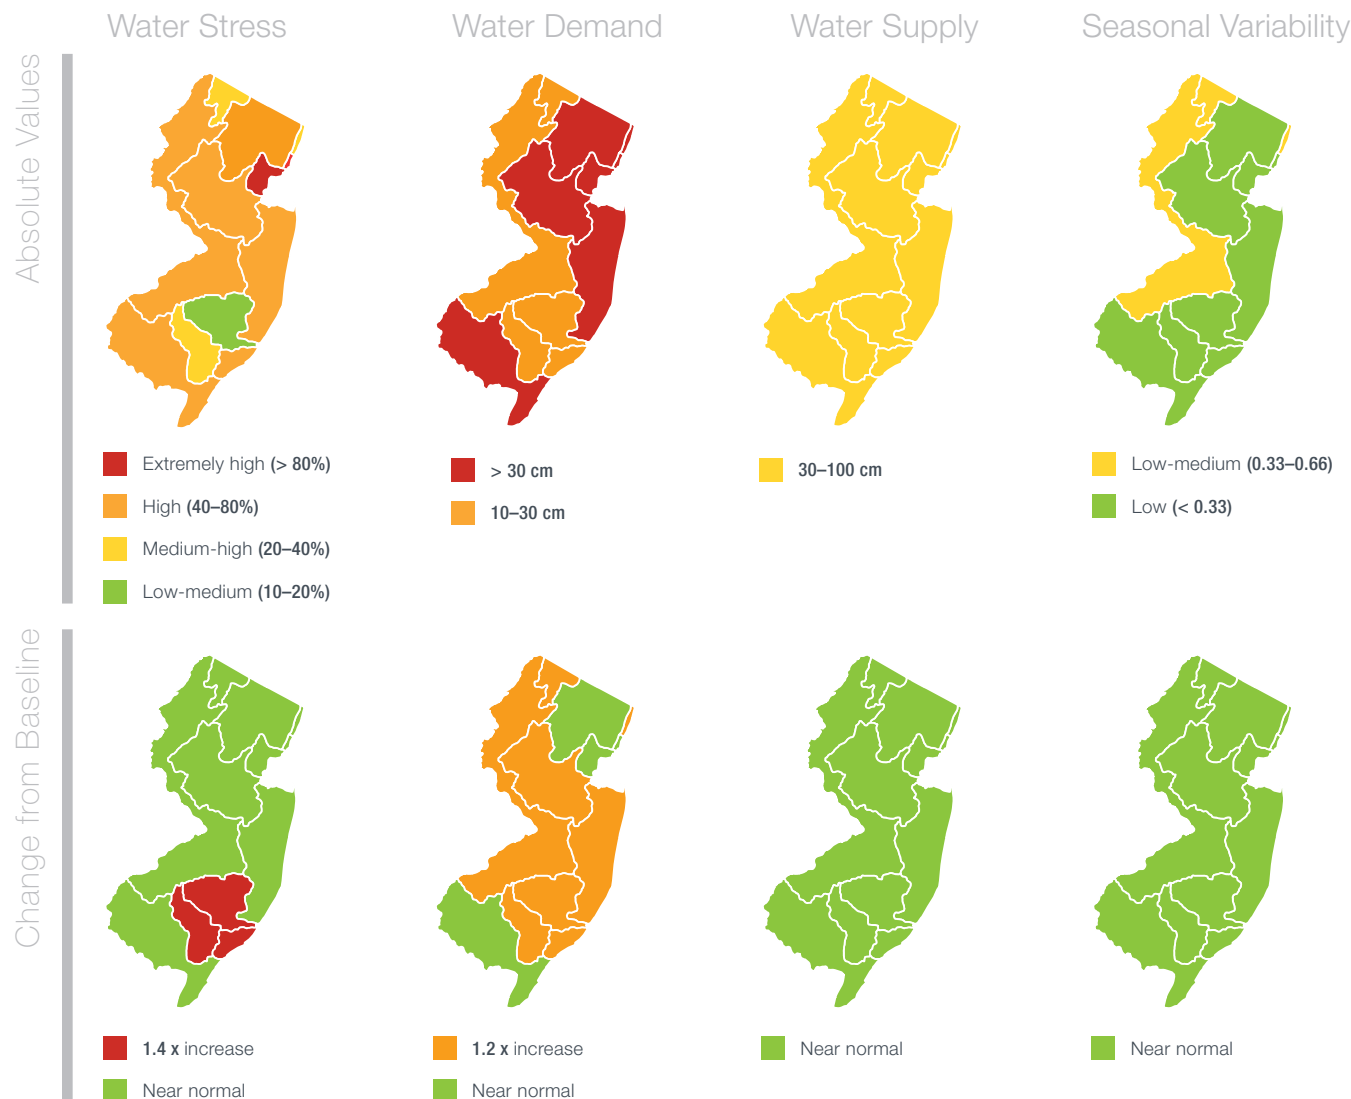 Water Stress
Water Demand
Water Supply
Seasonal Variability
Absolute Values
Extremely high (> 80%)
High (40–80%)
Medium-high (20–40%)
Low-medium (10–20%)
> 30 cm
10–30 cm
30–100 cm
Low-medium (0.33–0.66)
Low (< 0.33)
Change from Baseline
1.4 x increase
Near normal
1.2 x increase
Near normal
Near normal
Near normal